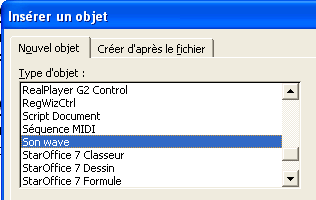 Insérer un objet
Nouvel objet
Créer d'après le fichier
Type d'objet :
RealPlayer G2 Control
RegWizCtrl
Script Document
Séquence MIDI
Son wave
StarOffice 7 Classeur
StarOffice 7 Dessin
StarOffice 7 Formule